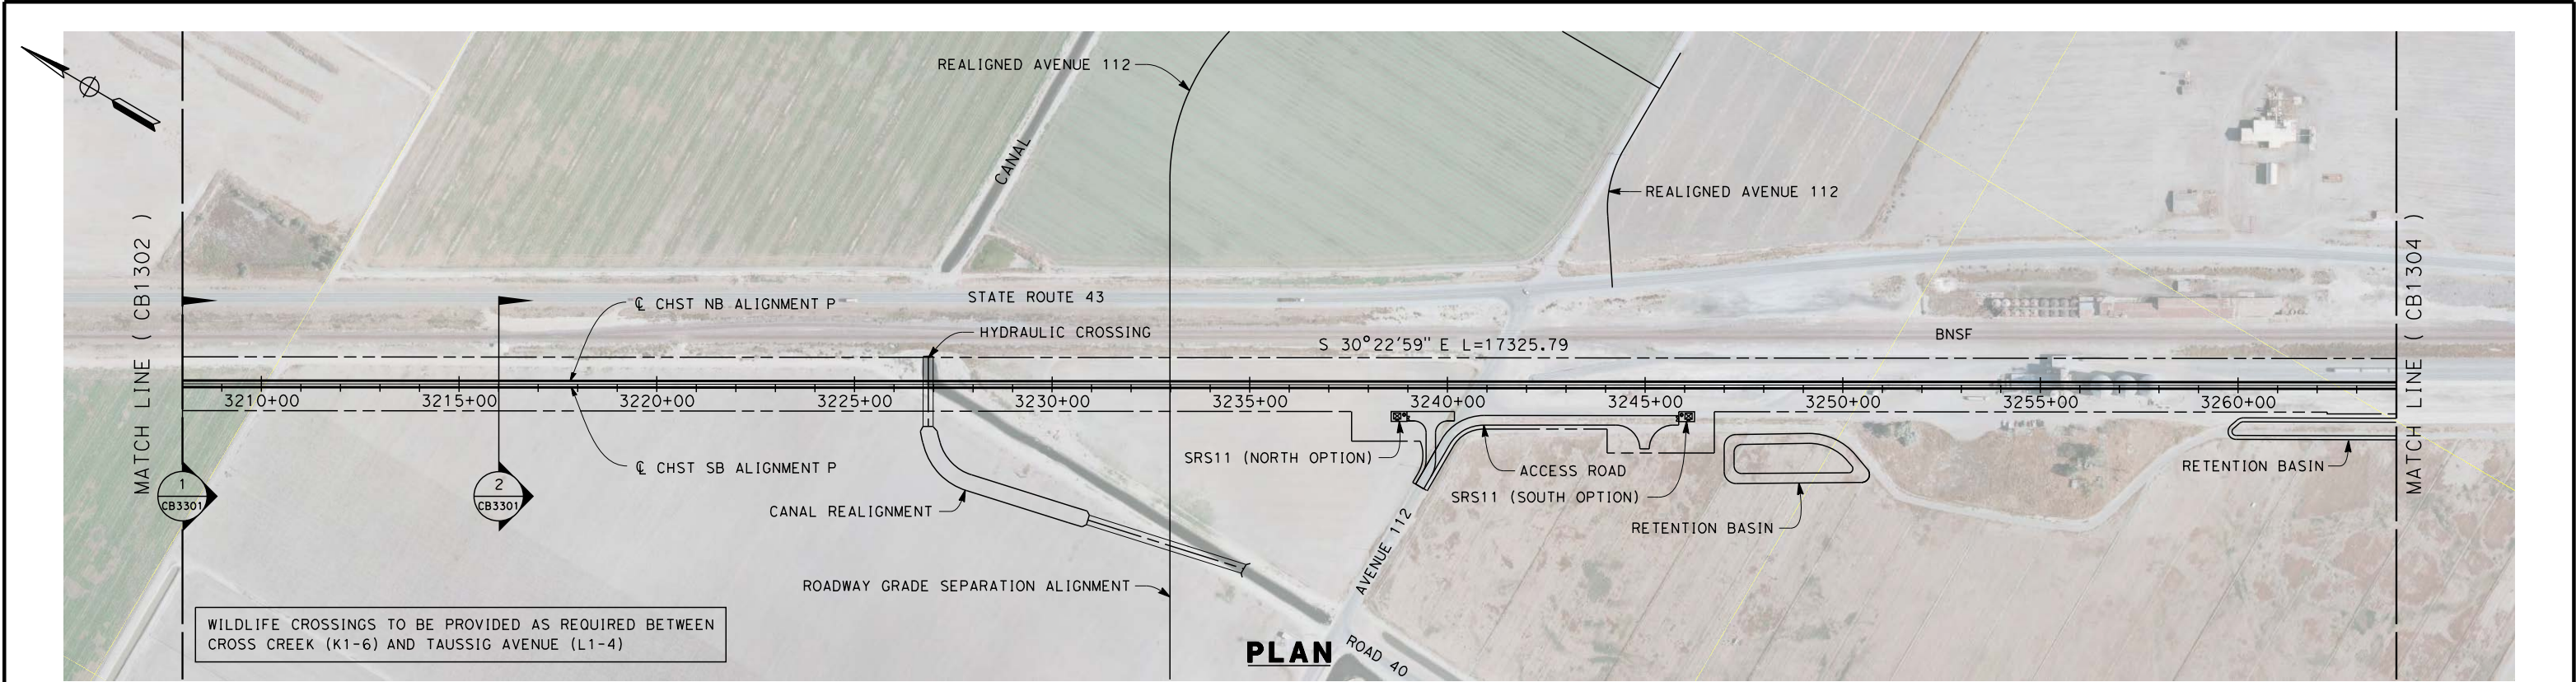 REALIGNED AVENUE 112
CANAL
REALIGNED AVENUE 112
MATCH LINE ( CB1302 )
MATCH LINE ( CB1304 )
℄ CHST NB ALIGNMENT P
STATE ROUTE 43
HYDRAULIC CROSSING
S 30°22'59" E L=17325.79
BNSF
3210+00
3215+00
3220+00
3225+00
3230+00
3235+00
3240+00
3245+00
3250+00
3255+00
3260+00
℄ CHST SB ALIGNMENT P
SRS11 (NORTH OPTION)
ACCESS ROAD
SRS11 (SOUTH OPTION)
RETENTION BASIN
RETENTION BASIN
1
CB3301
2
CB3301
CANAL REALIGNMENT
AVENUE 112
ROADWAY GRADE SEPARATION ALIGNMENT
WILDLIFE CROSSINGS TO BE PROVIDED AS REQUIRED BETWEEN
CROSS CREEK (K1-6) AND TAUSSIG AVENUE (L1-4)
PLAN
ROAD 40